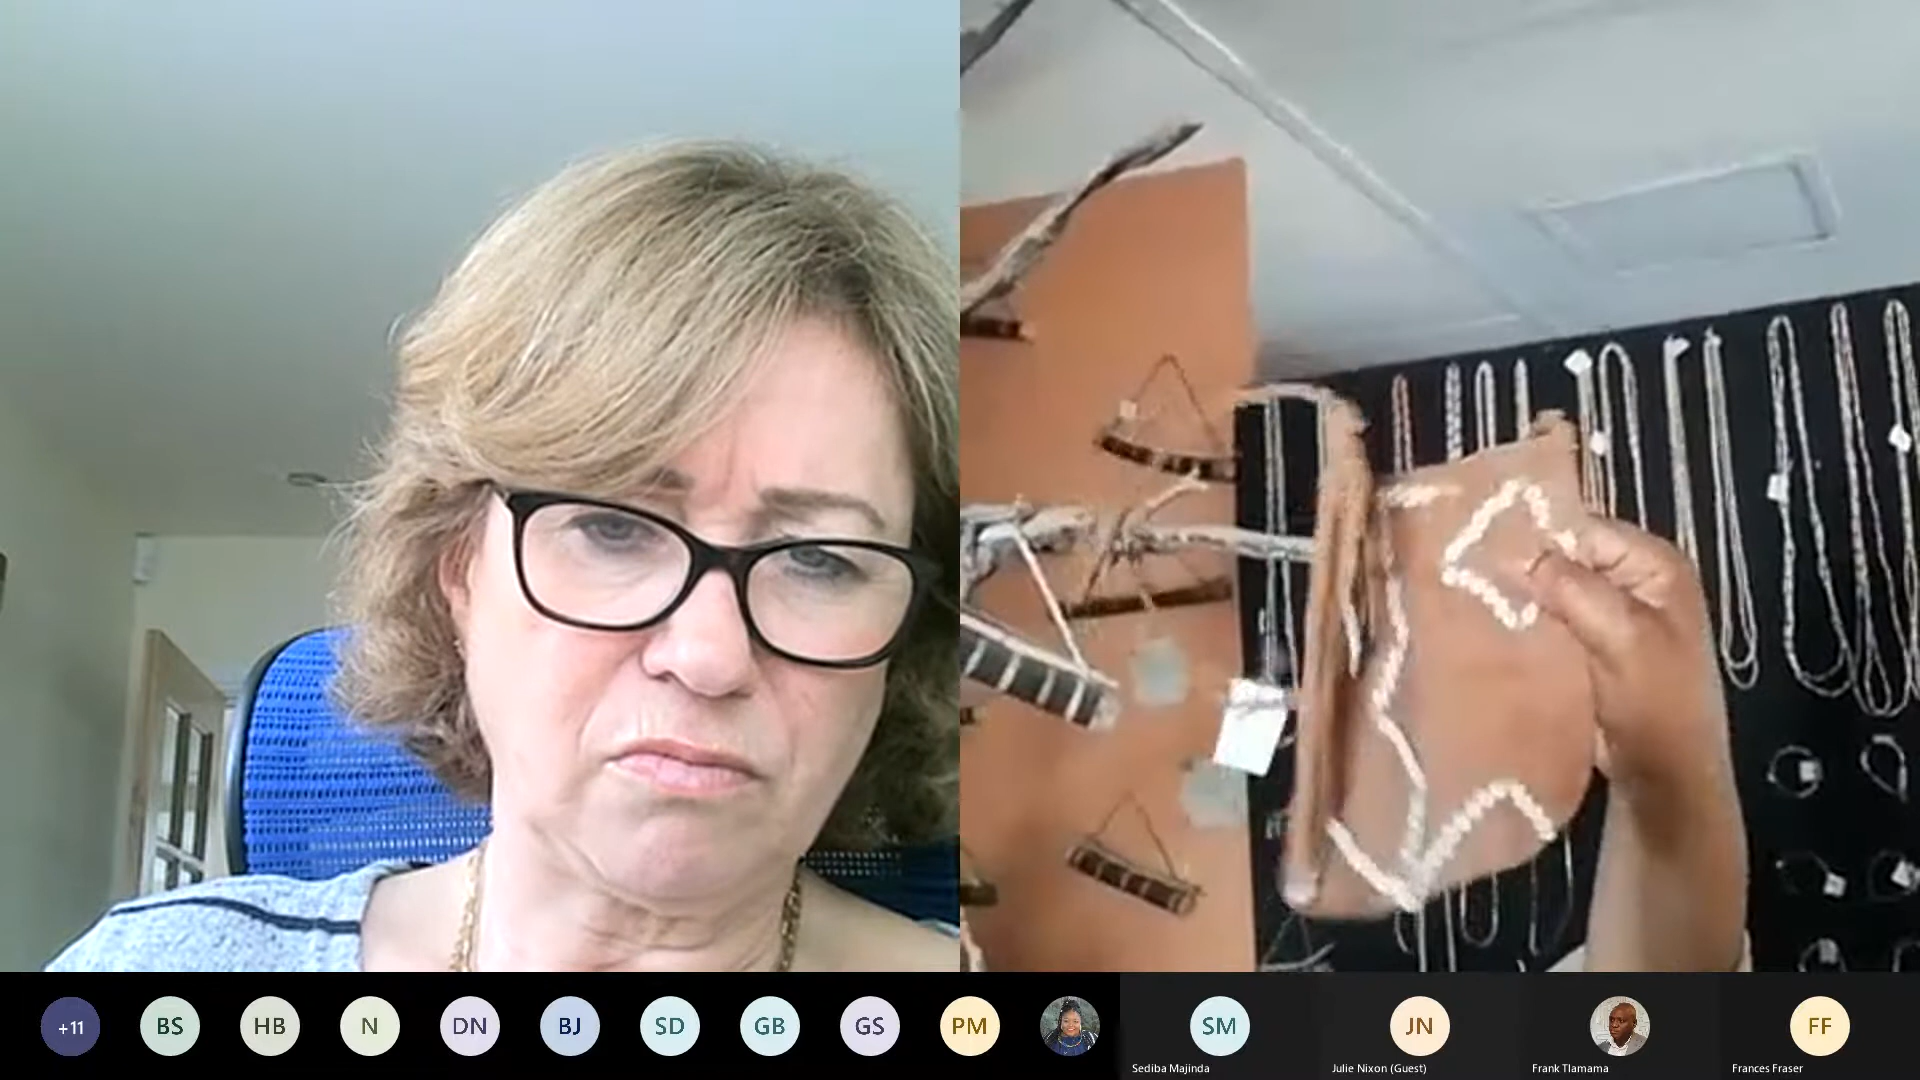 +11
BS
HB
N
DN
BJ
SD
GB
GS
PM
SM
JN
FF
Sediba Majinda
Julie Nixon (Guest)
Frank Tlamama
Frances Fraser